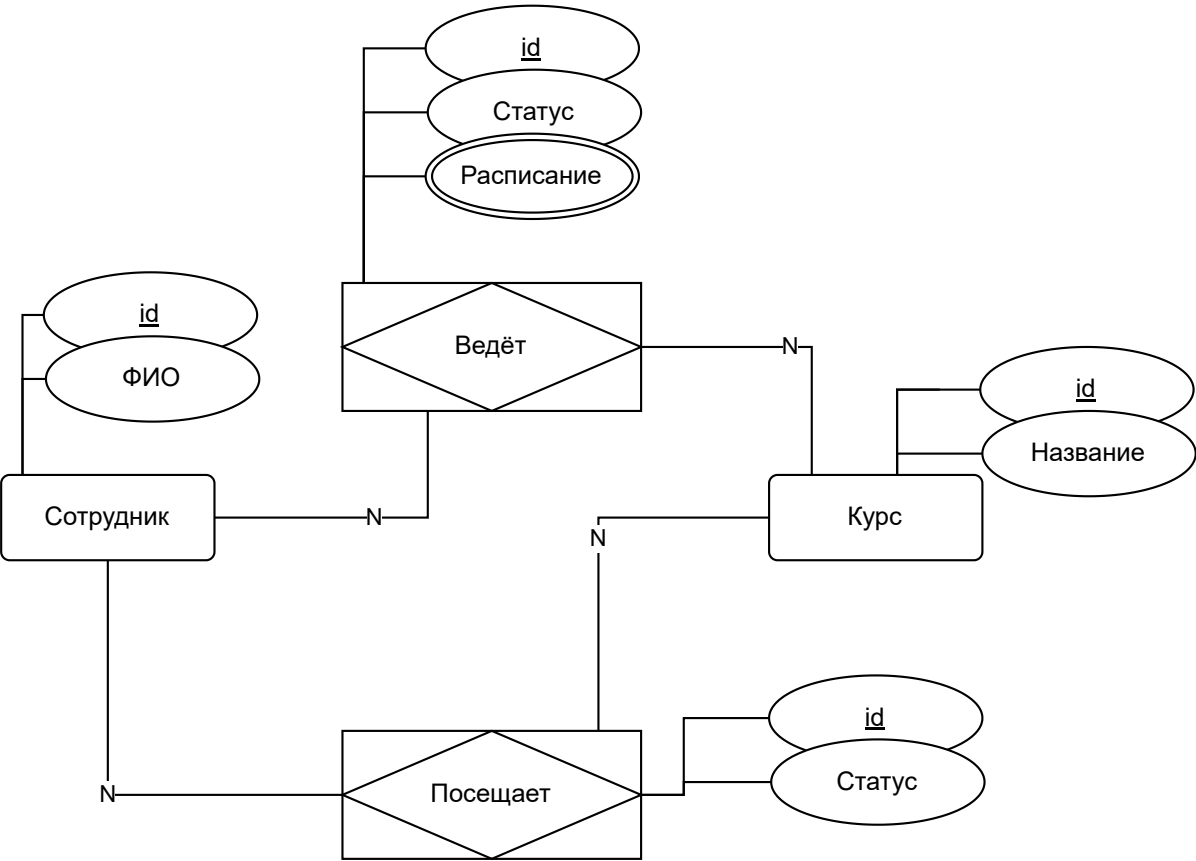 id
Статус
Расписание
id
ФИО
Ведёт
N
id
Название
Сотрудник
N
Курс
N
id
Статус
Посещает
N